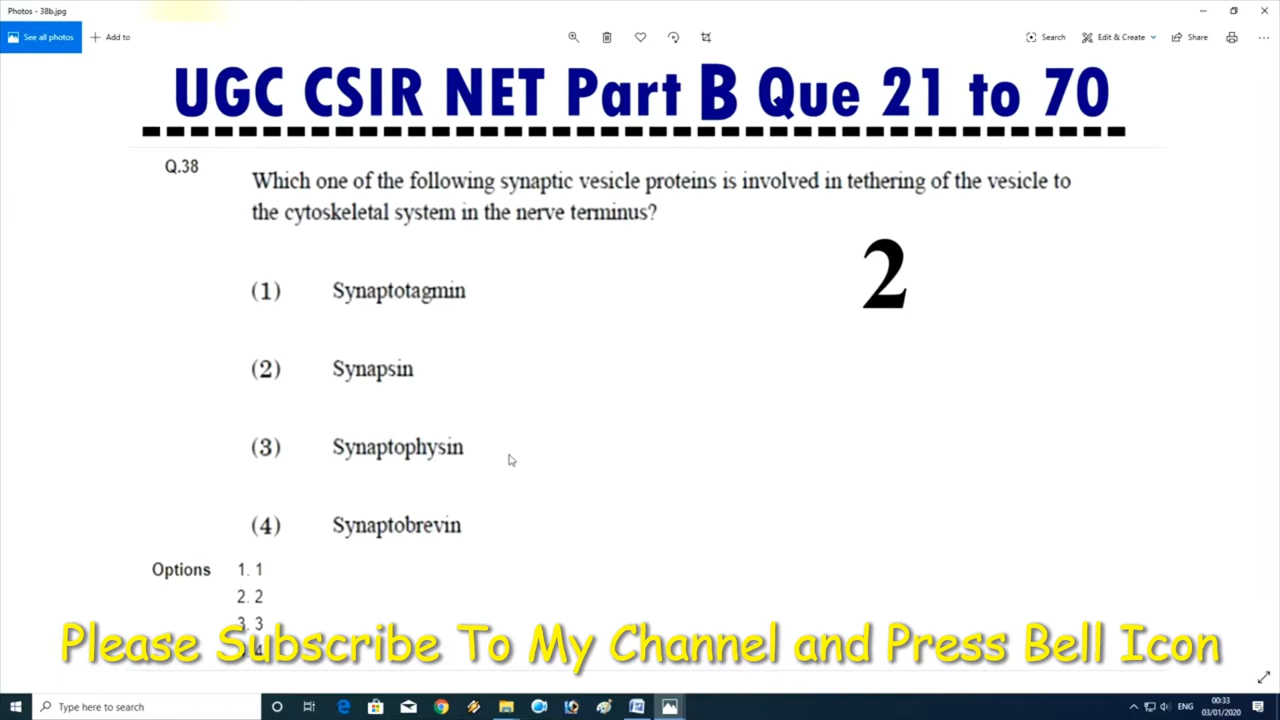 Photos - 38b.jpg
See all photos
Add to
Search
Edit & Create
Share
UGC CSIR NET Part B Que 21 to 70
Q.38
Which one of the following synaptic vesicle proteins is involved in tethering of the vesicle to
the cytoskeletal system in the nerve terminus?
2
(1) Synaptotagmin
(2) Synapsin
(3) Synaptophysin
(4) Synaptobrevin
Options 1. 1
2. 2
3. 3
4
Please Subscribe To My Channel and Press Bell Icon
Type here to search
ENG
00:33
03/01/2020